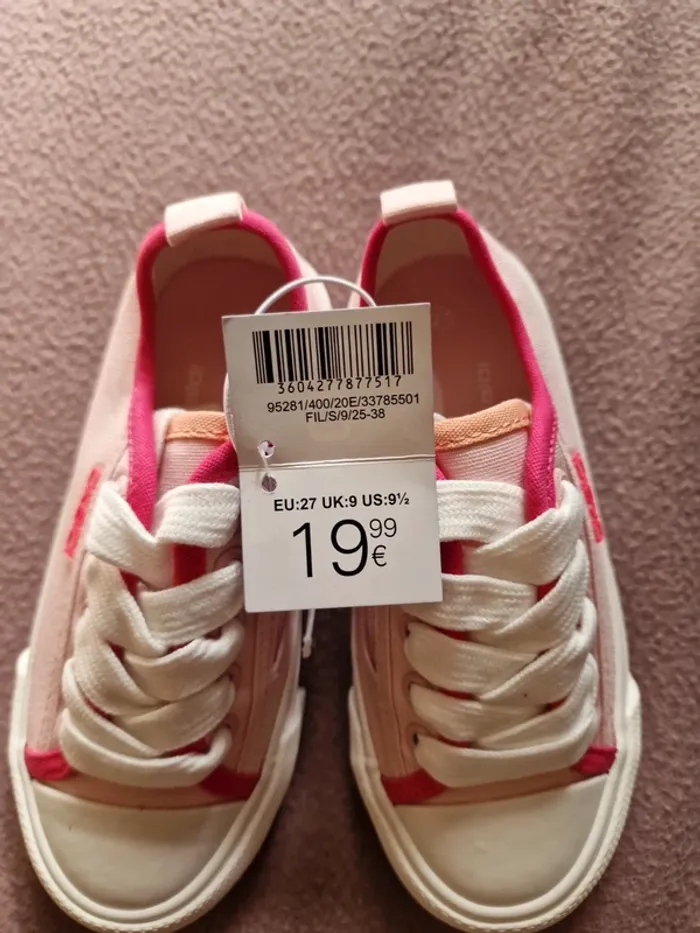 3604277877517
95281/400/20E/33785501
FIL/S/9/25-38
EU:27 UK:9 US:9½
19 99 €